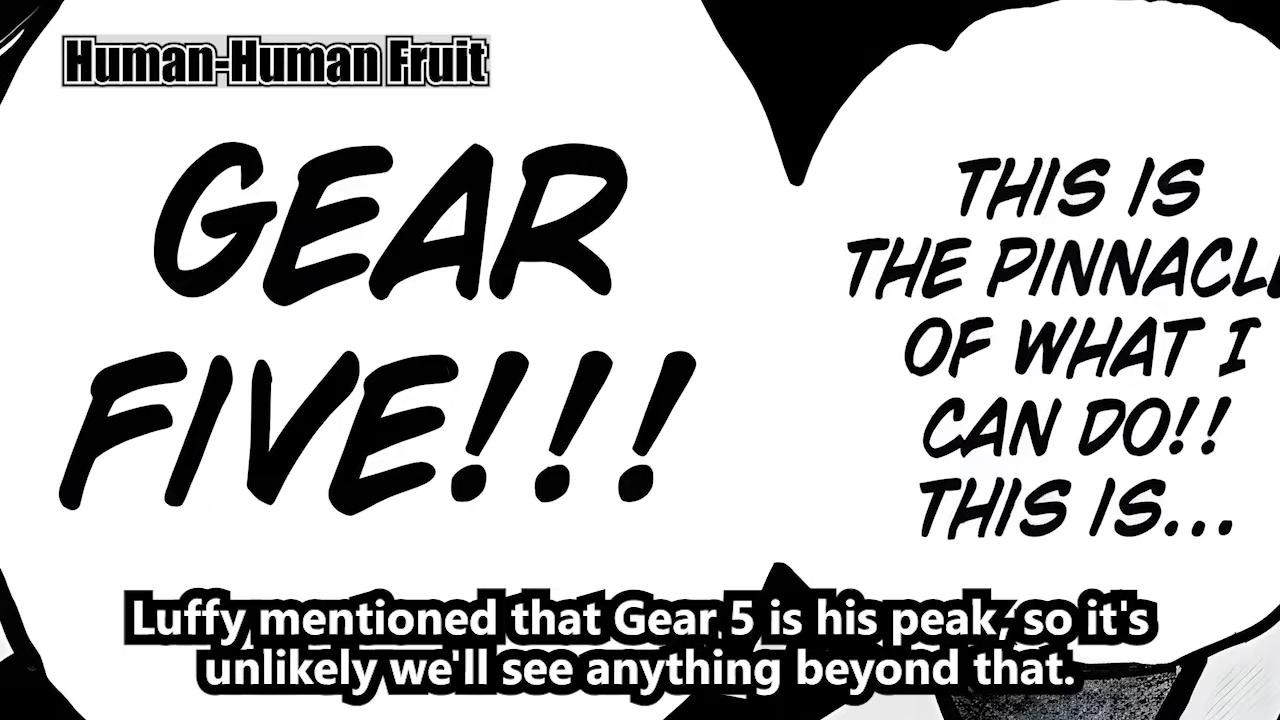 Human-Human Fruit
THIS IS
THE PINNACLE
OF WHAT I
CAN DO!!
THIS IS...
GEAR
FIVE!!!
Luffy mentioned that Gear 5 is his peak, so it's
unlikely we'll see anything beyond that.